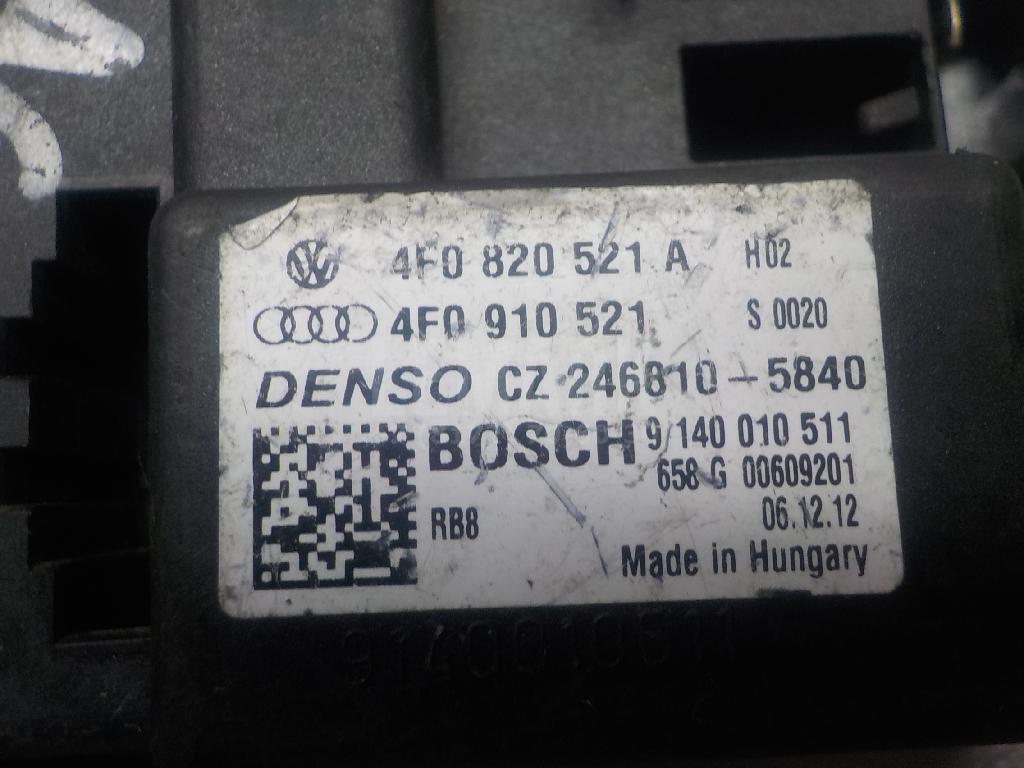 4F0 820 521 A H02
4F0 910 521 S 0020
DENSO CZ 246810-5840
BOSCH 9 140 010 511
658 G 00609201
RB8 06.12.12
Made in Hungary
9140010511